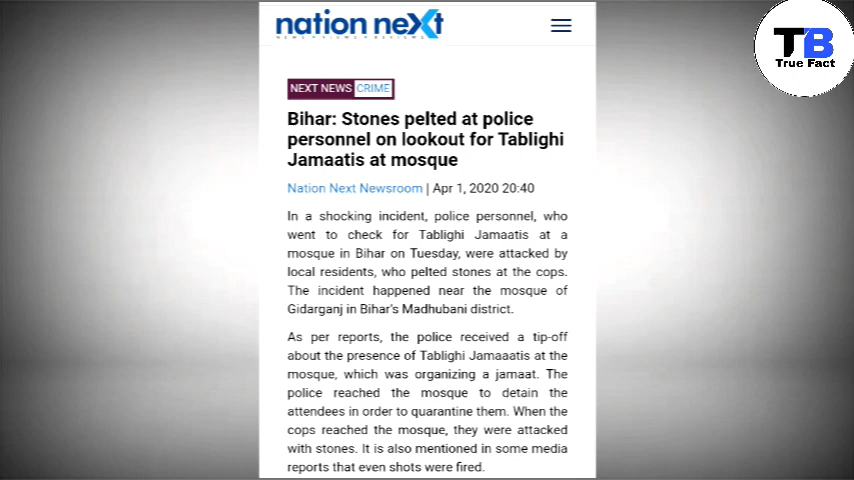 nation neXt
NEWS • VIEWS • REVIEWS
TB
True Fact
NEXT NEWS CRIME
Bihar: Stones pelted at police
personnel on lookout for Tablighi
Jamaatis at mosque
Nation Next Newsroom | Apr 1, 2020 20:40
In a shocking incident, police personnel, who
went to check for Tablighi Jamaatis at a
mosque in Bihar on Tuesday, were attacked by
local residents, who pelted stones at the cops.
The incident happened near the mosque of
Gidarganj in Bihar's Madhubani district.
As per reports, the police received a tip-off
about the presence of Tablighi Jamaaatis at the
mosque, which was organizing a jamaat. The
police reached the mosque to detain the
attendees in order to quarantine them. When the
cops reached the mosque, they were attacked
with stones. It is also mentioned in some media
reports that even shots were fired.